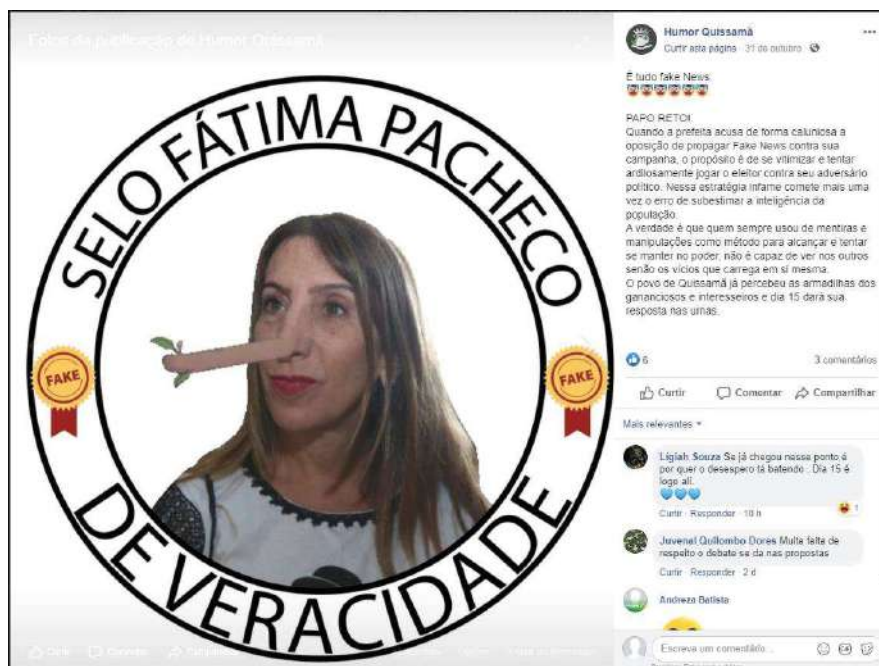 Fotos da publicação de Humor Quissamã
SELO FÁTIMA PACHECO
FAKE
FAKE
DE VERACIDADE
Humor Quissamã
Curtir esta página · 31 de outubro
É tudo fake News.
PAPO RETO!!
Quando a prefeita acusa de forma caluniosa a
oposição de propagar Fake News contra sua
campanha, o propósito é de se vitimizar e tentar
ardilosamente jogar o eleitor contra seu adversário
político. Nessa estratégia infame comete mais uma
vez o erro de subestimar a inteligência da
população.
A verdade é que quem sempre usou de mentiras e
manipulações como método para alcançar e tentar
se manter no poder, não é capaz de ver nos outros
senão os vícios que carrega em si mesma.
O povo de Quissamã já percebeu as armadilhas dos
gananciosos e interesseiros e dia 15 dará sua
resposta nas urnas.
6
3 comentários
Curtir Comentar Compartilhar
Mais relevantes
Ligiah Souza Se já chegou nesse ponto é
por quer o desespero tá batendo . Dia 15 é
logo ali.
1
Curtir · Responder · 10 h
Juvenal Quilombo Dores Muita falta de
respeito o debate se da nas propostas
Curtir · Responder · 2 d
Andreza Batista
Escreva um comentário...
Curtir Comentar